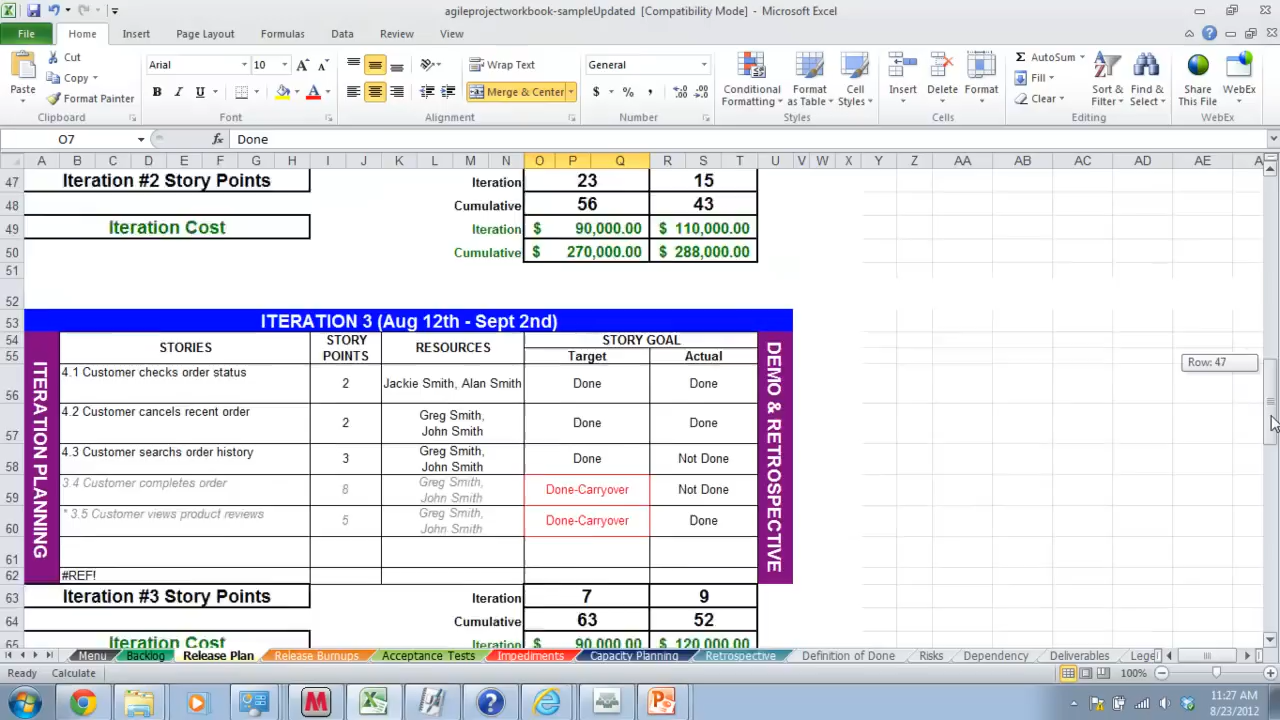 agileprojectworkbook-sampleUpdated [Compatibility Mode] - Microsoft Excel
File Home Insert Page Layout Formulas Data Review View
Paste Cut Copy Format Painter
Arial 10 A A B I U A
Wrap Text Merge & Center
General $ % , .00
Conditional Formatting Format as Table Cell Styles
Insert Delete Format
Σ AutoSum Fill Clear Sort & Filter Find & Select
Share This File WebEx
Clipboard Font Alignment Number Styles Cells Editing WebEx
O7 fx Done
A B C D E F G H I J K L M N O P Q R S T U V W X Y Z AA AB AC AD AE A
47 Iteration #2 Story Points Iteration 23 15
48 Cumulative 56 43
49 Iteration Cost Iteration $ 90,000.00 $ 110,000.00
50 Cumulative $ 270,000.00 $ 288,000.00
51
52
53 ITERATION 3 (Aug 12th - Sept 2nd)
54 STORIES STORY POINTS RESOURCES STORY GOAL
55 Target Actual
ITERATION PLANNING
DEMO & RETROSPECTIVE
Row: 47
56 4.1 Customer checks order status 2 Jackie Smith, Alan Smith Done Done
57 4.2 Customer cancels recent order 2 Greg Smith, John Smith Done Done
58 4.3 Customer searchs order history 3 Greg Smith, John Smith Done Not Done
59 3.4 Customer completes order 8 Greg Smith, John Smith Done-Carryover Not Done
60 * 3.5 Customer views product reviews 5 Greg Smith, John Smith Done-Carryover Done
61
62 #REF!
63 Iteration #3 Story Points Iteration 7 9
64 Cumulative 63 52
65 Iteration Cost Iteration $ 90,000.00 $ 120,000.00
Menu Backlog Release Plan Release Bumups Acceptance Tests Impediments Capacity Planning Retrospective Definition of Done Risks Dependency Deliverables Legei
Ready Calculate 100%
11:27 AM
8/23/2012